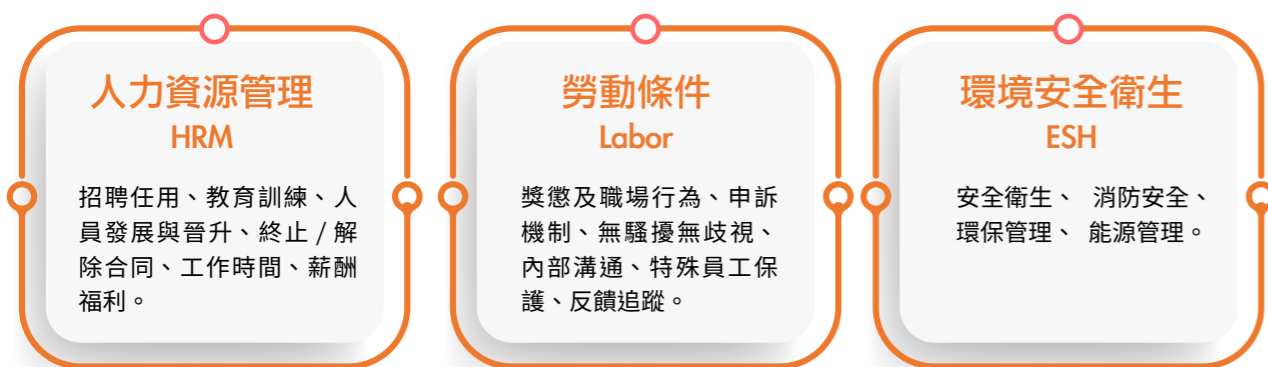 人力資源管理
HRM
招聘任用、教育訓練、人
員發展與晉升、終止 / 解
除合同、工作時間、薪酬
福利。
勞動條件
Labor
獎懲及職場行為、申訴
機制、無騷擾無歧視、
內部溝通、特殊員工保
護、反饋追蹤。
環境安全衛生
ESH
安全衛生、 消防安全、
環保管理、 能源管理。